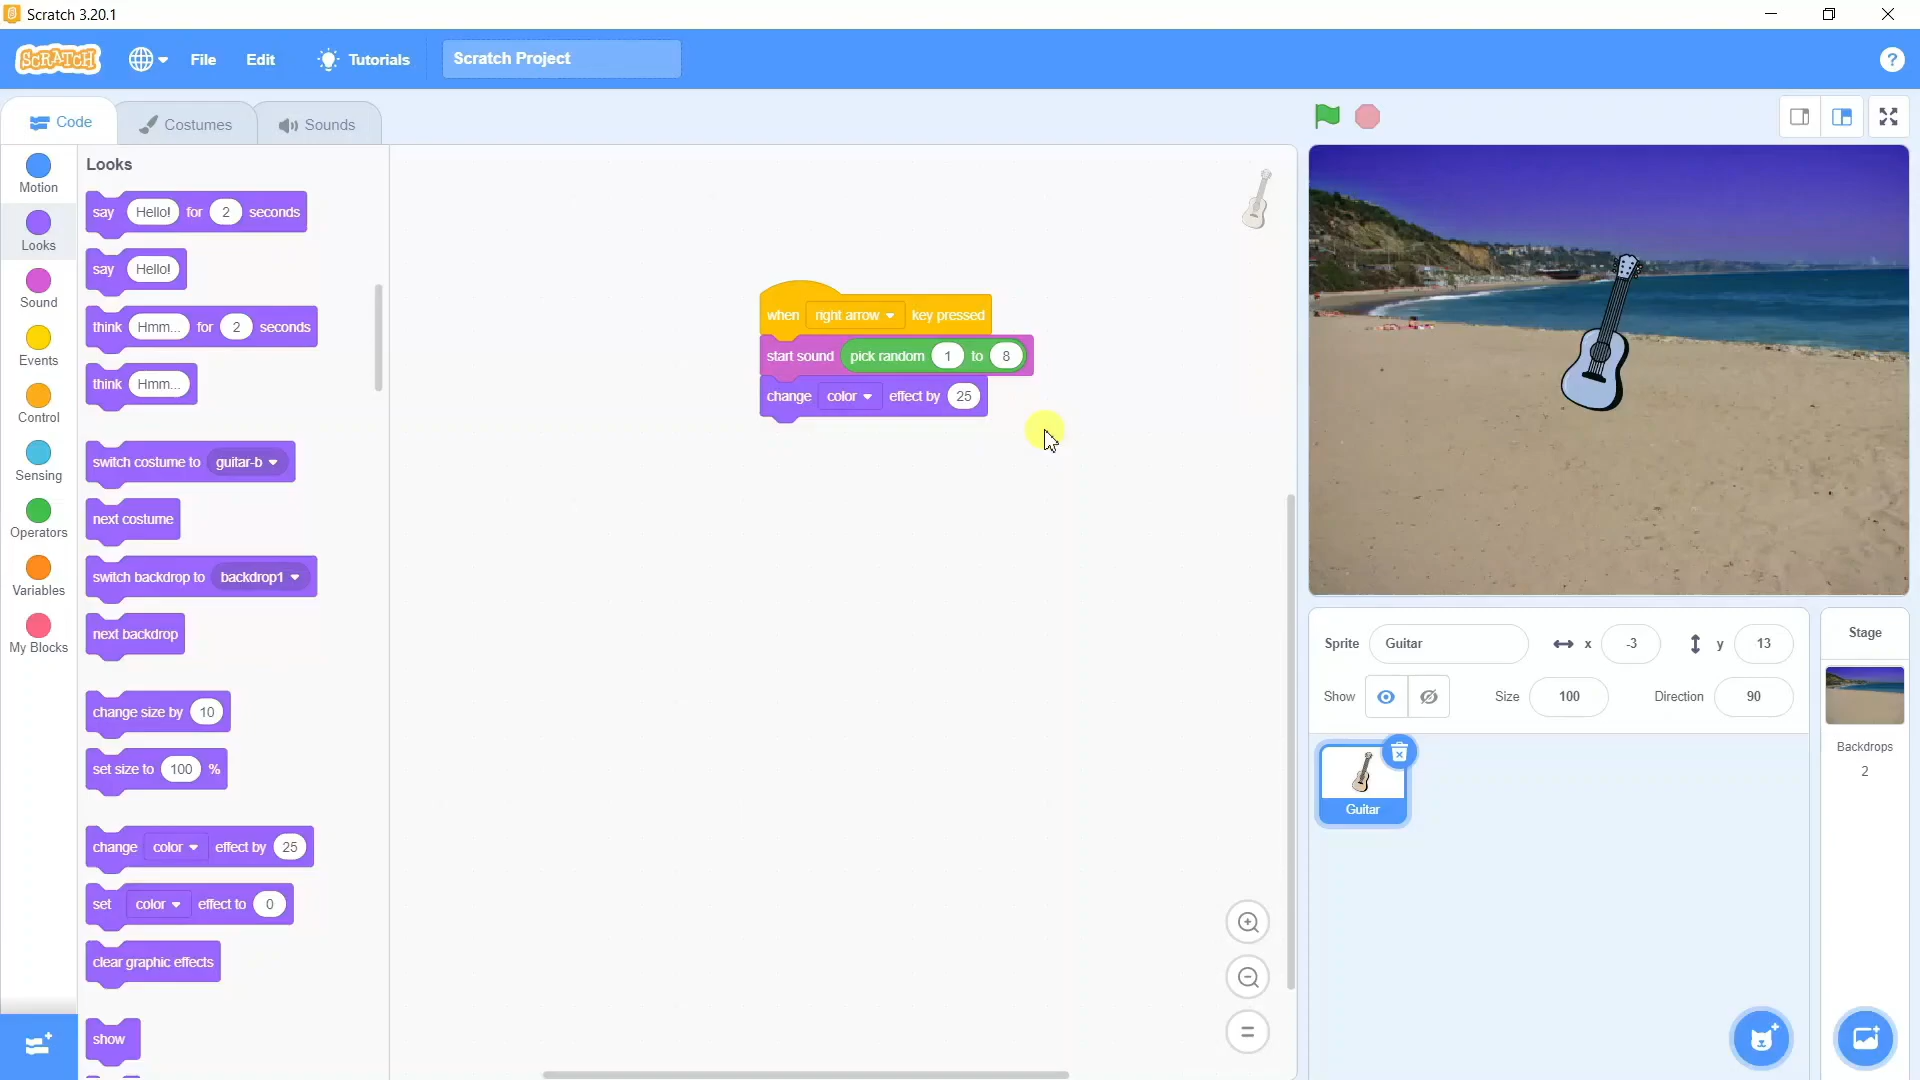 Scratch 3.20.1
SCRATCH File Edit Tutorials Scratch Project ?
Code Costumes Sounds
Motion
Looks
Sound
Events
Control
Sensing
Operators
Variables
My Blocks
Looks
say Hello! for 2 seconds
say Hello!
think Hmm... for 2 seconds
think Hmm...
switch costume to guitar-b
next costume
switch backdrop to backdrop1
next backdrop
change size by 10
set size to 100 %
change color effect by 25
set color effect to 0
clear graphic effects
show
when right arrow key pressed
start sound pick random 1 to 8
change color effect by 25
Sprite Guitar x -3 y 13
Show Size 100 Direction 90
Guitar
Stage
Backdrops
2